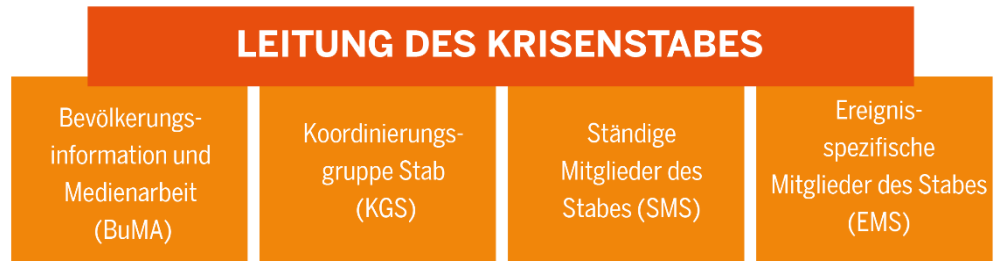 LEITUNG DES KRISENSTABES
Bevölkerungs-
information und
Medienarbeit
(BuMA)
Koordinierungs-
gruppe Stab
(KGS)
Ständige
Mitglieder des
Stabes (SMS)
Ereignis-
spezifische
Mitglieder des Stabes
(EMS)